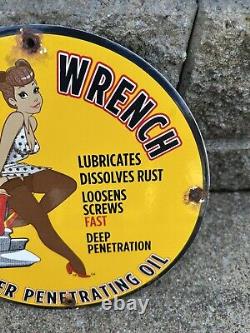 WRENCH
LUBRICATES
DISSOLVES RUST
LOOSENS
SCREWS
FAST
DEEP
PENETRATION
ER PENETRATING OIL